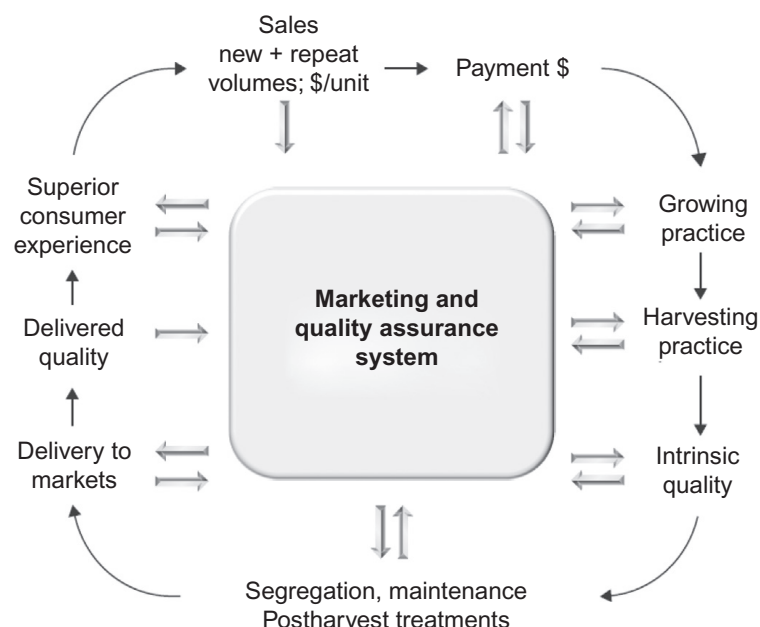 Sales
new + repeat
volumes; $/unit
Payment $
Growing
practice
Harvesting
practice
Intrinsic
quality
Segregation, maintenance
Postharvest treatments
Delivery to
markets
Delivered
quality
Superior
consumer
experience
Marketing and
quality assurance
system